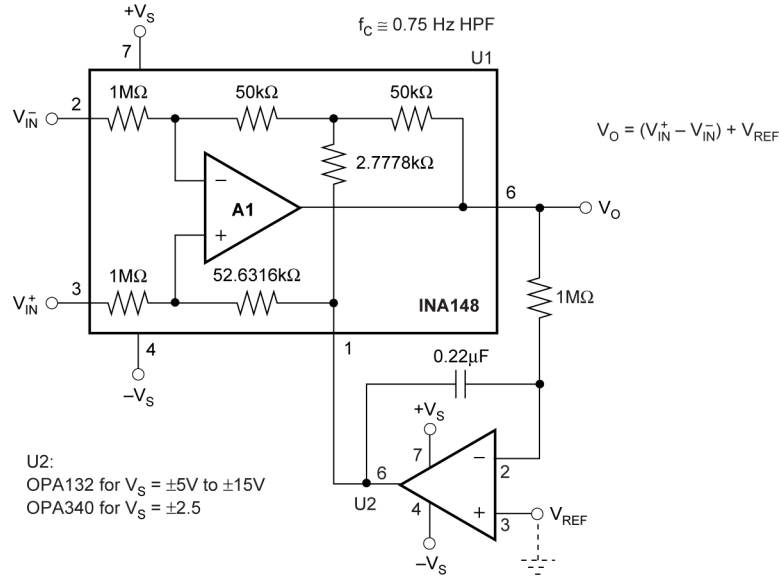 +V_S
f_C ≅ 0.75 Hz HPF
7
U1
1MΩ
50kΩ
50kΩ
V_IN^−
2
V_O = (V_IN^+ − V_IN^−) + V_REF
2.7778kΩ
−
A1
6
V_O
+
1MΩ
52.6316kΩ
V_IN^+
3
1MΩ
INA148
4
1
−V_S
0.22µF
+V_S
7
−
2
U2:
6
OPA132 for V_S = ±5V to ±15V
U2
4
+
3
V_REF
OPA340 for V_S = ±2.5
−V_S